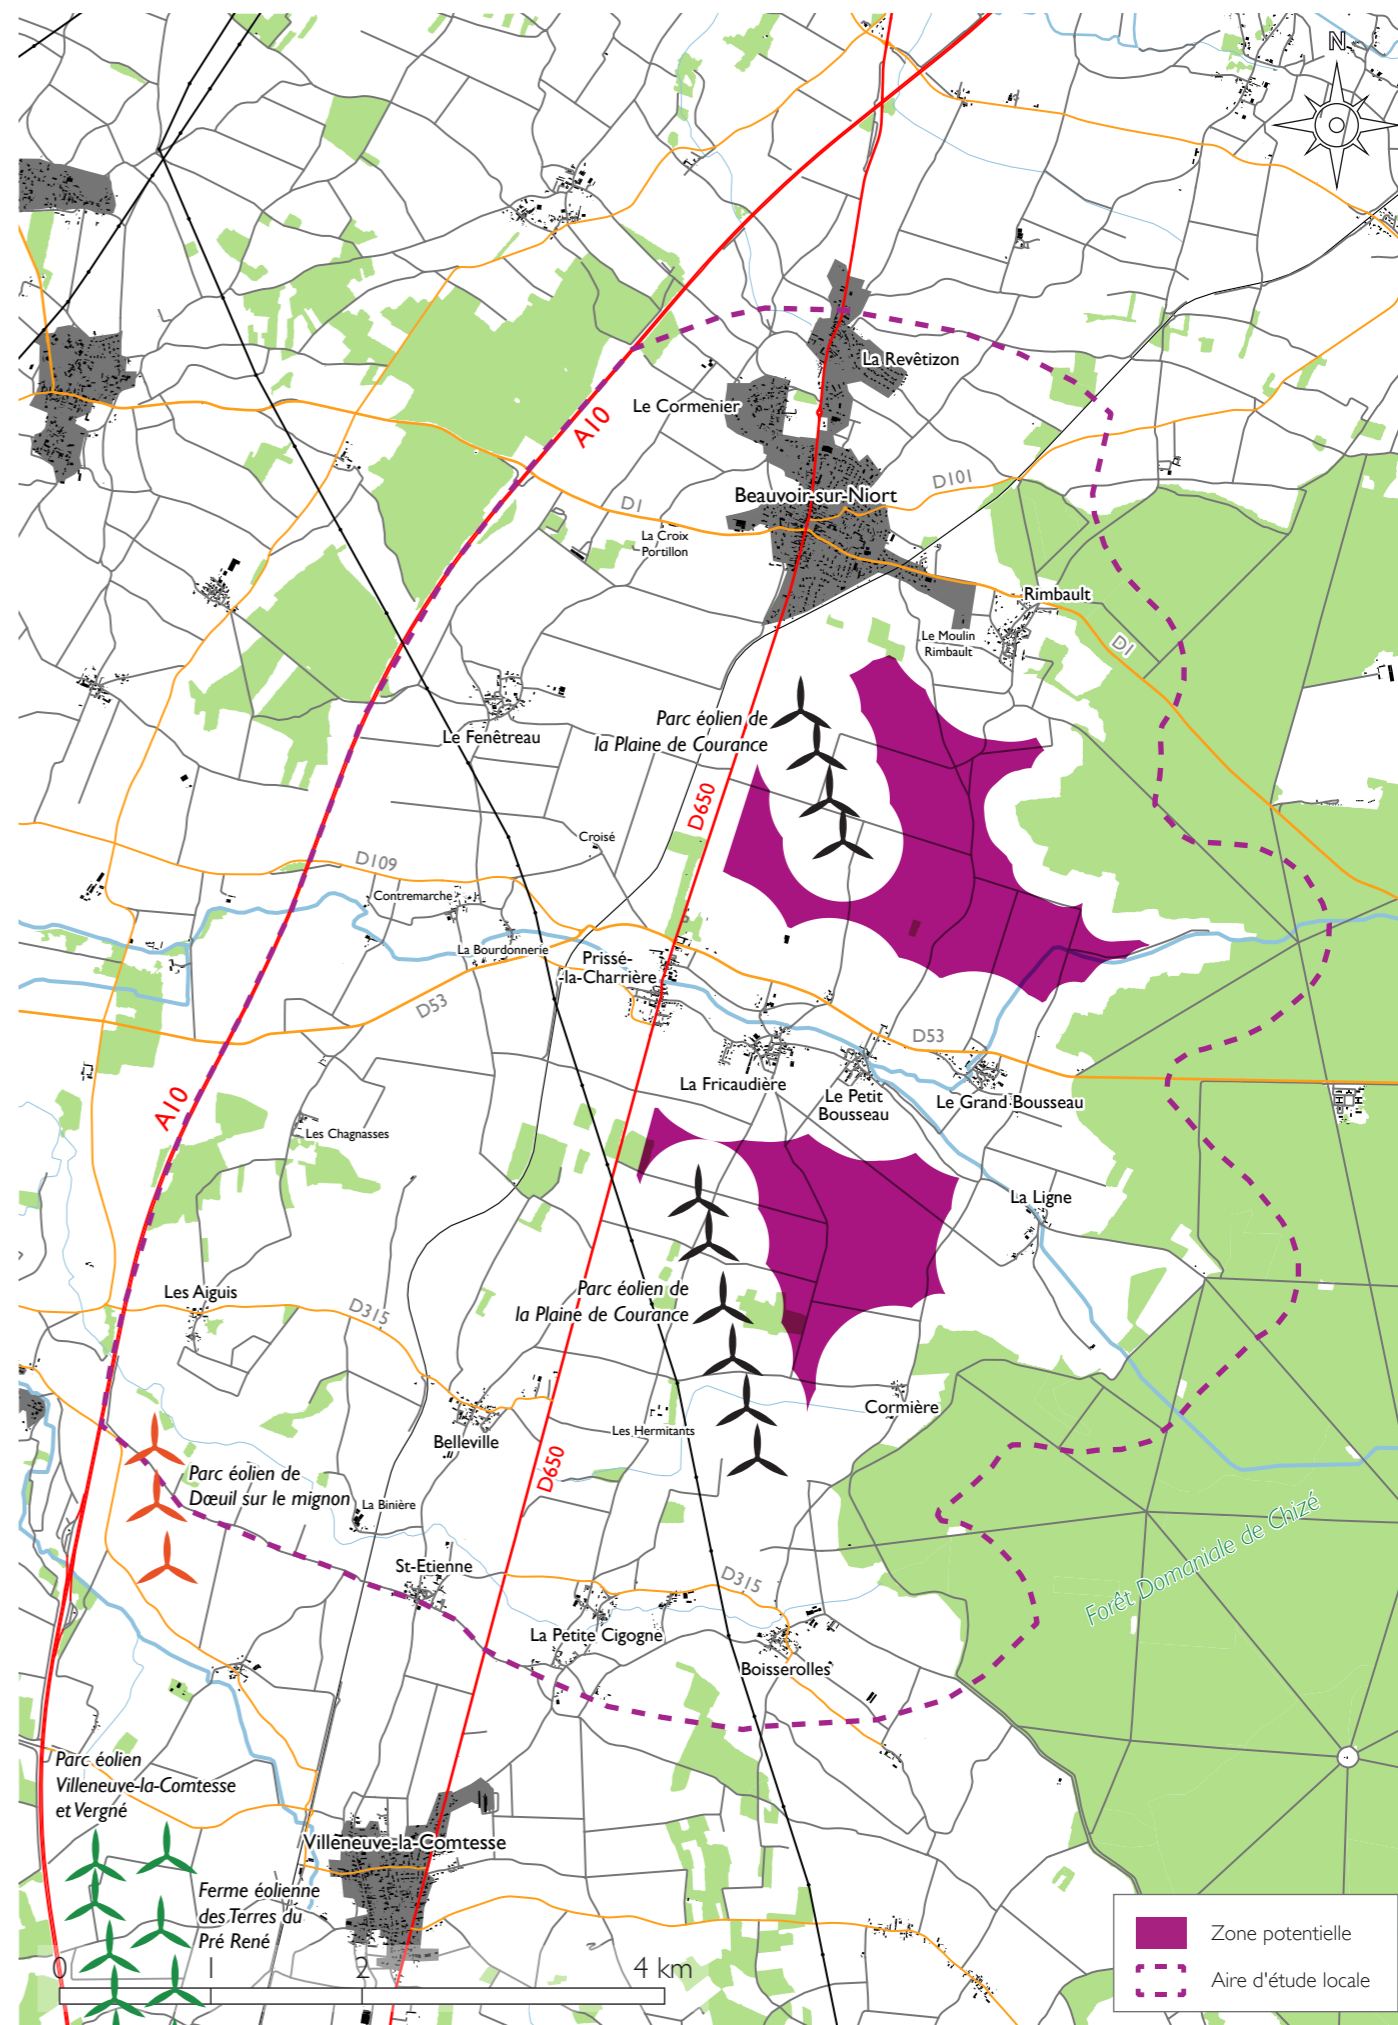 N
La Revêtizon
Le Cormenier
A10
Beauvoir-sur-Niort
D101
D1
La Croix
Portillon
Rimbault
Le Moulin
Rimbault
D1
Parc éolien de
la Plaine de Courance
Le Fenêtreau
D650
Croisé
D109
Contremarche
La Bourdonnerie
Prissé-
-la-Charrière
D53
D53
La Fricaudière
Le Petit
Bousseau
Le Grand Bousseau
A10
Les Chagnasses
La Ligne
Les Aiguis
D315
Parc éolien de
la Plaine de Courance
Cormière
Les Hermitants
Belleville
D650
Parc éolien de
Dœuil sur le mignon
La Binière
St-Etienne
D315
Forêt Domaniale de Chizé
La Petite Cigogne
Boisserolles
Parc éolien
Villeneuve-la-Comtesse
et Vergné
Villeneuve-la-Comtesse
Ferme éolienne
des Terres du
Pré René
0 1 2 4 km
Zone potentielle
Aire d'étude locale